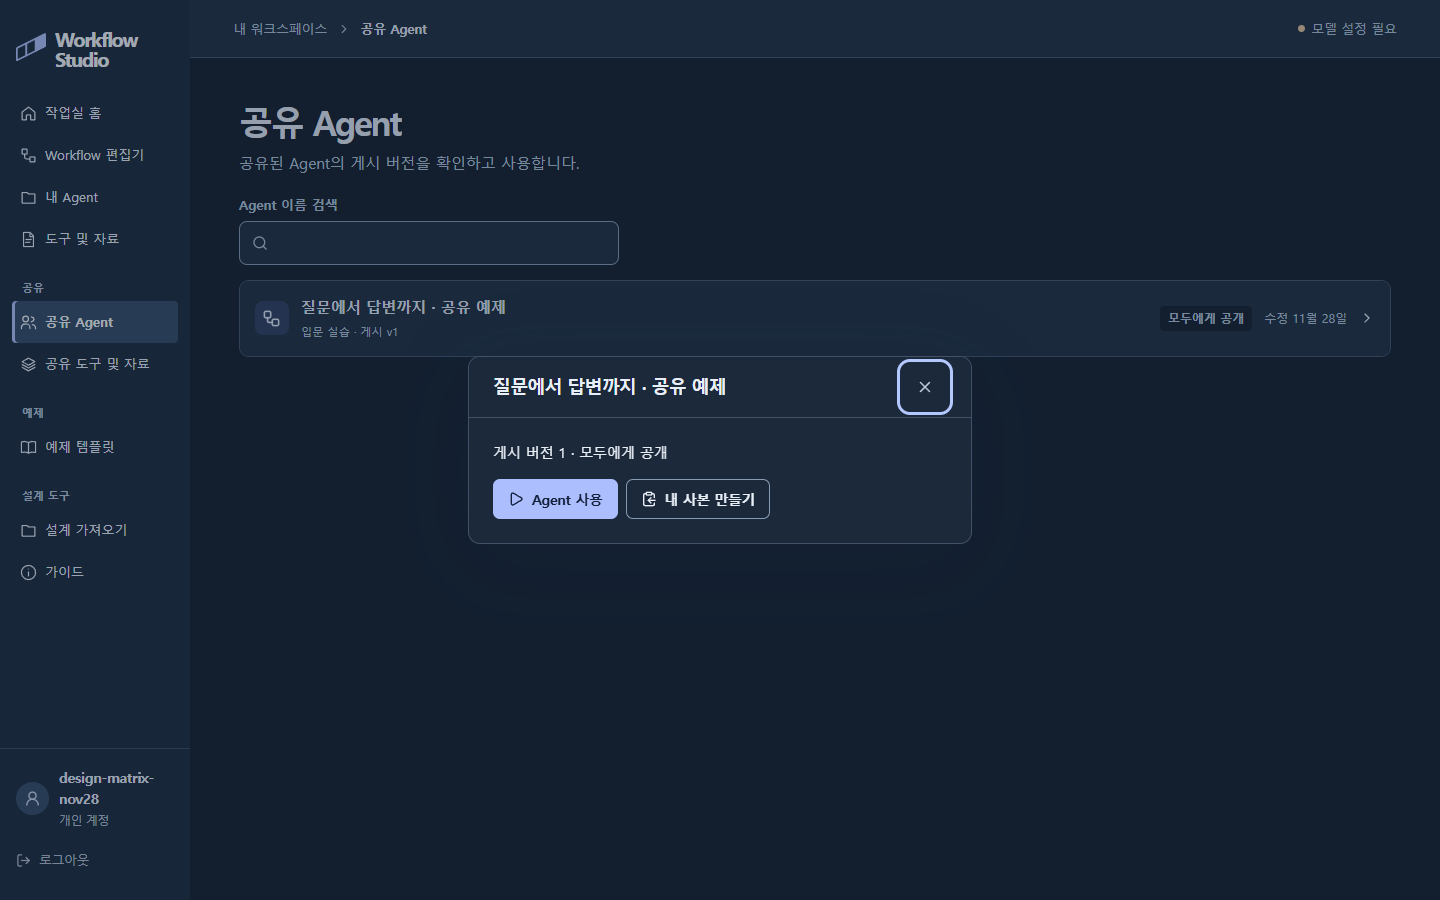 Workflow
Studio
작업실 홈
Workflow 편집기
내 Agent
도구 및 자료
공유
공유 Agent
공유 도구 및 자료
예제
예제 템플릿
설계 도구
설계 가져오기
가이드
design-matrix-
nov28
개인 계정
로그아웃
내 워크스페이스 > 공유 Agent
모델 설정 필요
공유 Agent
공유된 Agent의 게시 버전을 확인하고 사용합니다.
Agent 이름 검색
질문에서 답변까지 · 공유 예제
입문 실습 · 게시 v1
모두에게 공개
수정 11월 28일
질문에서 답변까지 · 공유 예제
게시 버전 1 · 모두에게 공개
Agent 사용
내 사본 만들기